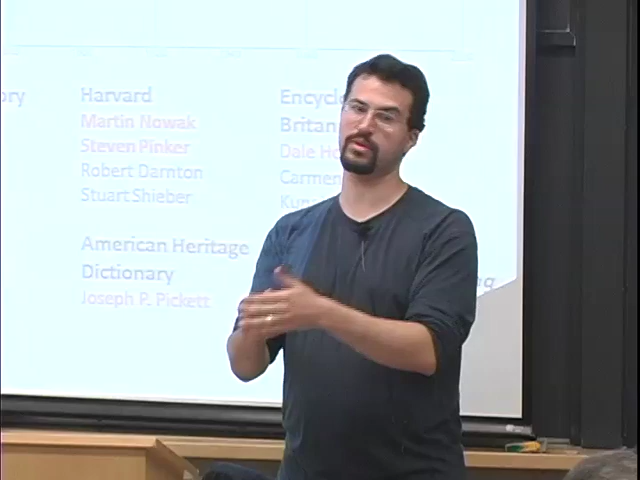 ory
Harvard
Martin Nowak
Steven Pinker
Robert Darnton
Stuart Shieber
American Heritage
Dictionary
Joseph P. Pickett
Encyclo
Britan
Dale Ho
Carmen